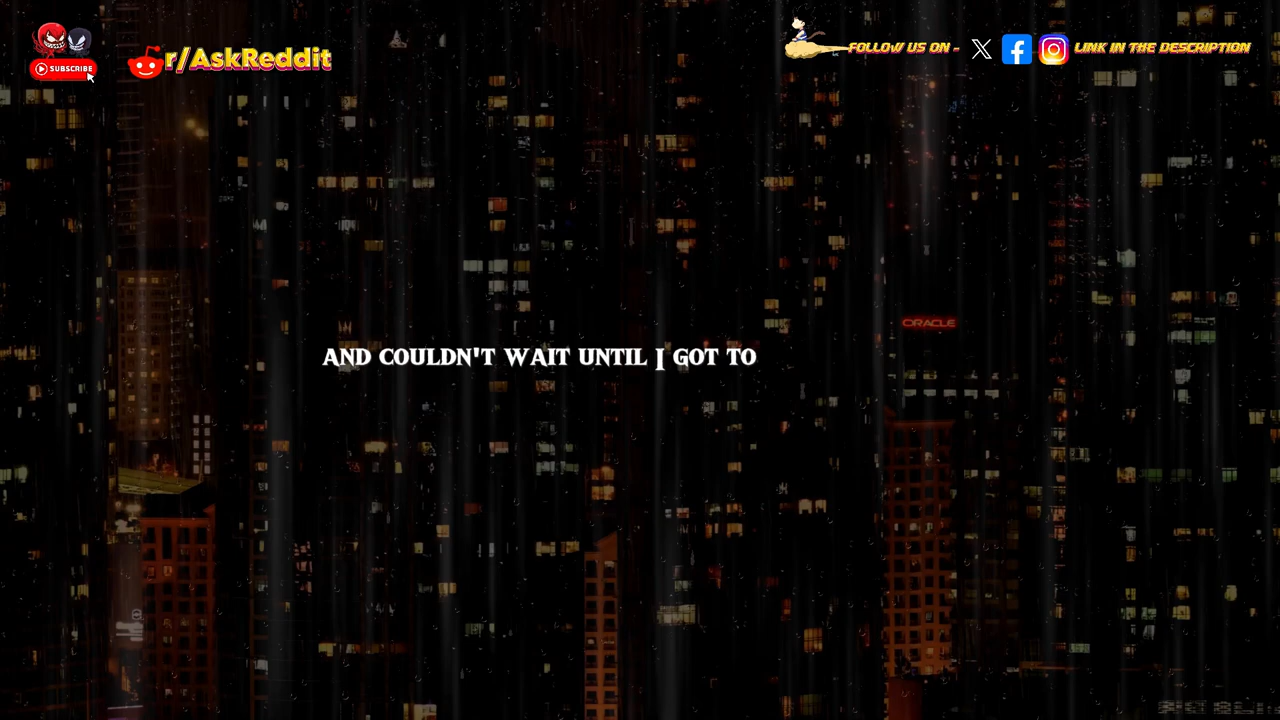 SUBSCRIBE
r/AskReddit
FOLLOW US ON -
LINK IN THE DESCRIPTION
ORACLE
AND COULDN'T WAIT UNTIL I GOT TO